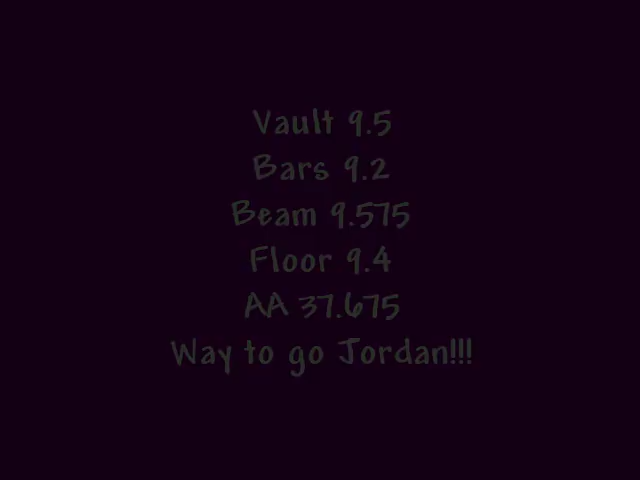 Vault 9.5
Bars 9.2
Beam 9.575
Floor 9.4
AA 37.675
Way to go Jordan!!!